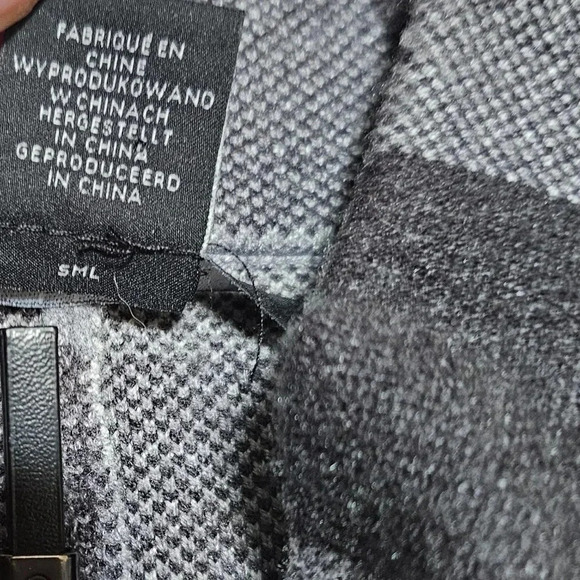 FABRIQUÉ EN
CHINE
WYPRODUKOWANO
W CHINACH
HERGESTELLT
IN CHINA
GEPRODUCEERD
IN CHINA
SML